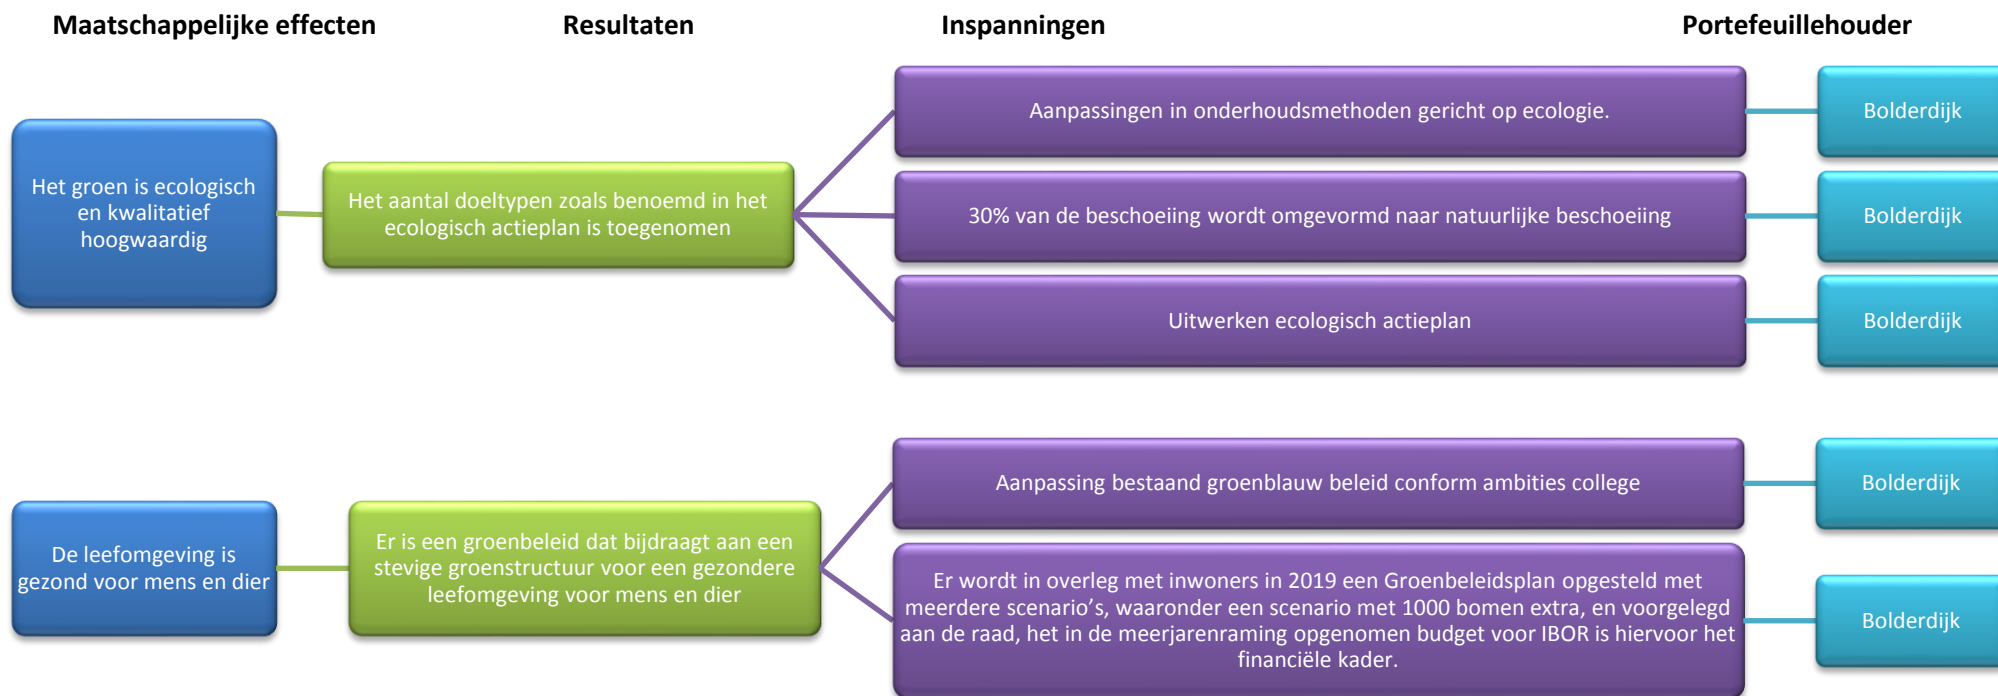 Maatschappelijke effecten Resultaten Inspanningen Portefeuillehouder
Het groen is ecologisch
en kwalitatief
hoogwaardig
Het aantal doeltypen zoals benoemd in het
ecologisch actieplan is toegenomen
Aanpassingen in onderhoudsmethoden gericht op ecologie.
Bolderdijk
30% van de beschoeiing wordt omgevormd naar natuurlijke beschoeiing
Bolderdijk
Uitwerken ecologisch actieplan
Bolderdijk
De leefomgeving is
gezond voor mens en dier
Er is een groenbeleid dat bijdraagt aan een
stevige groenstructuur voor een gezondere
leefomgeving voor mens en dier
Aanpassing bestaand groenblauw beleid conform ambities college
Bolderdijk
Er wordt in overleg met inwoners in 2019 een Groenbeleidsplan opgesteld met
meerdere scenario’s, waaronder een scenario met 1000 bomen extra, en voorgelegd
aan de raad, het in de meerjarenraming opgenomen budget voor IBOR is hiervoor het
financiële kader.
Bolderdijk